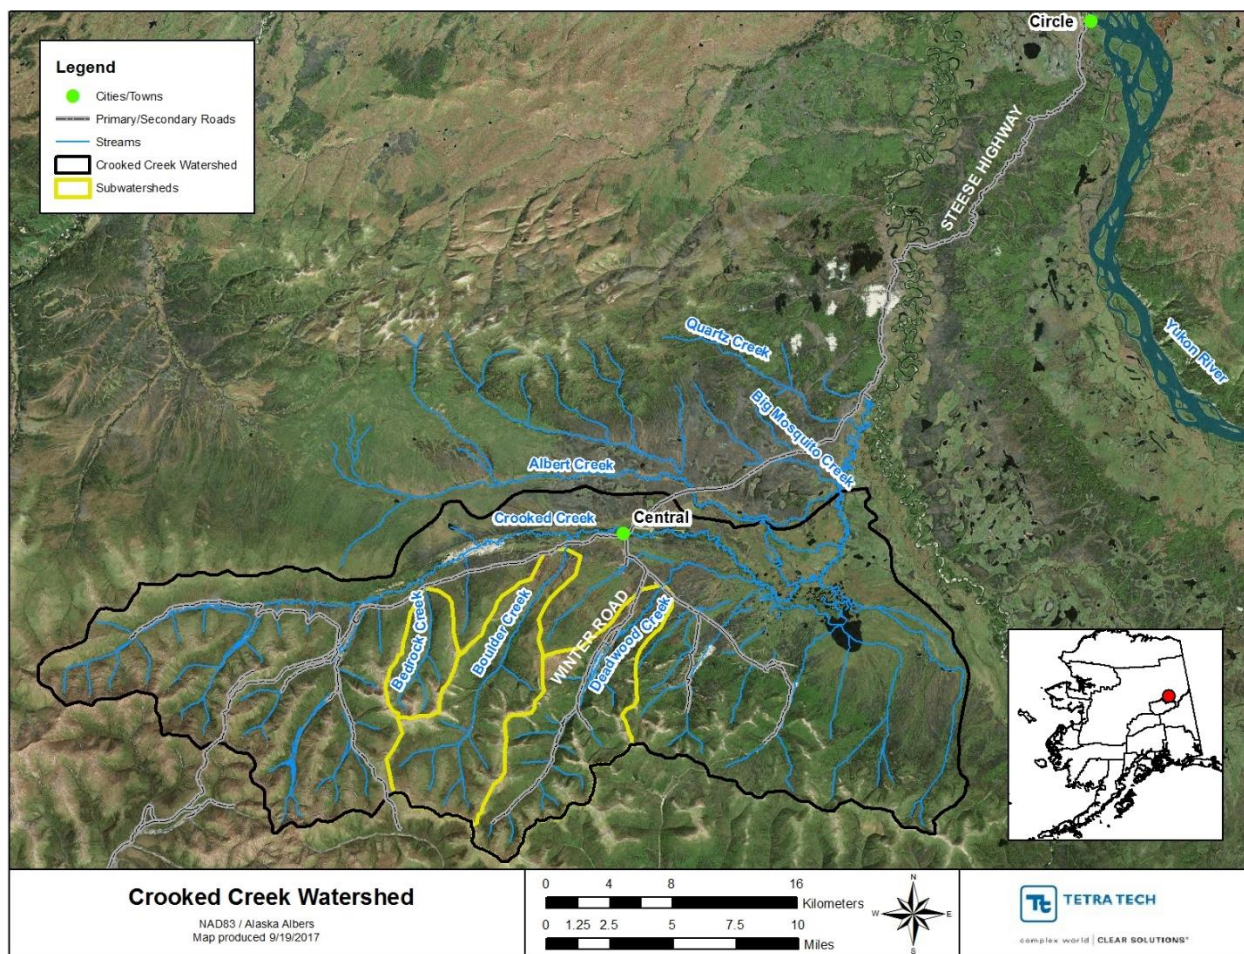 Circle
Legend
Cities/Towns
Primary/Secondary Roads
Streams
Crooked Creek Watershed
Subwatersheds
STEESE HIGHWAY
Yukon River
Quartz Creek
Big Mosquito Creek
Albert Creek
Crooked Creek
Central
Bedrock Creek
Boulder Creek
WINTER ROAD
Deadwood Creek
Crooked Creek Watershed
NAD83 / Alaska Albers
Map produced 9/19/2017
0 4 8 16
Kilometers
0 1.25 2.5 5 7.5 10
Miles
N
W E
S
Tt TETRA TECH
complex world | CLEAR SOLUTIONS™